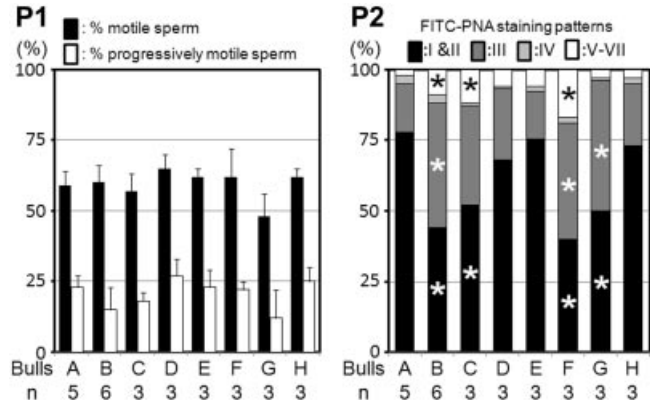 P1
(%)
: % motile sperm
: % progressively motile sperm
100
75
50
25
0
Bulls A B C D E F G H
n 5 6 3 3 3 3 3 3
P2
FITC-PNA staining patterns
(%)
:I &II :III :IV :V-VII
100
75
50
25
0
* * *
* * *
* * * *
Bulls A B C D E F G H
n 5 6 3 3 3 3 3 3